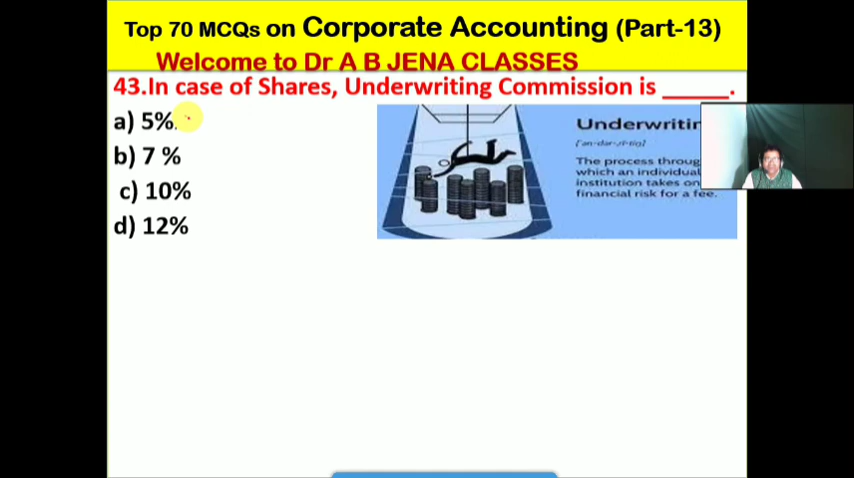 Top 70 MCQs on Corporate Accounting (Part-13)
Welcome to Dr A B JENA CLASSES
43.In case of Shares, Underwriting Commission is ______.
a) 5%.
b) 7 %
c) 10%
d) 12%
Underwritin
The process throug
which an individual
institution takes on
financial risk for a fee.